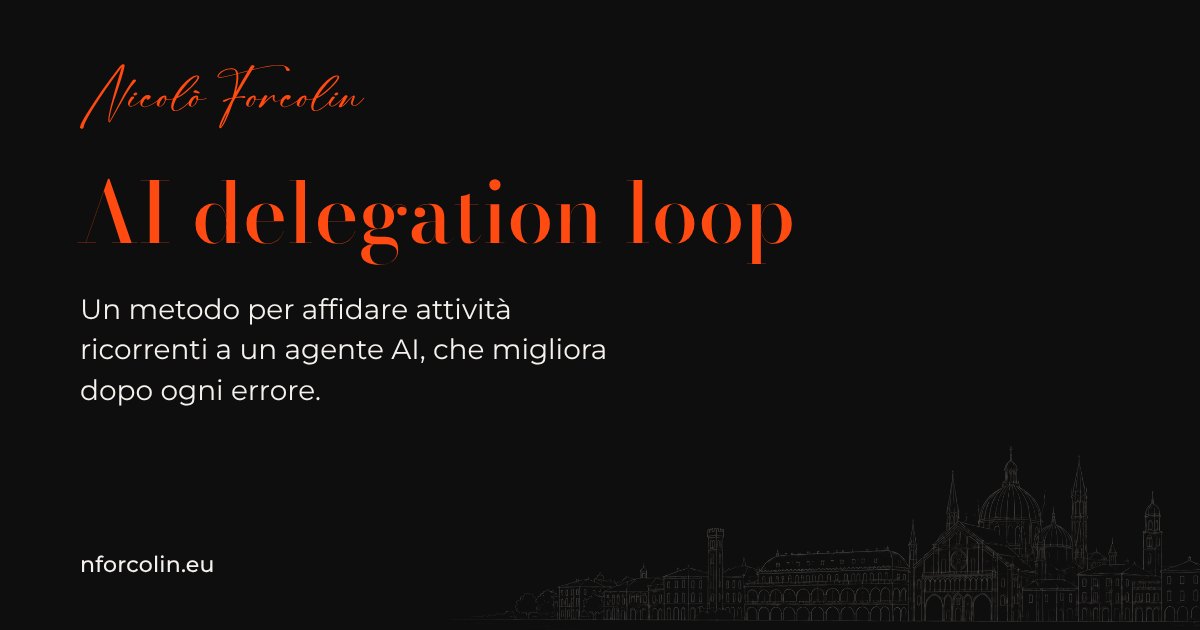 Nicolò Forcolin
AI delegation loop
Un metodo per affidare attività
ricorrenti a un agente AI, che migliora
dopo ogni errore.
nforcolin.eu